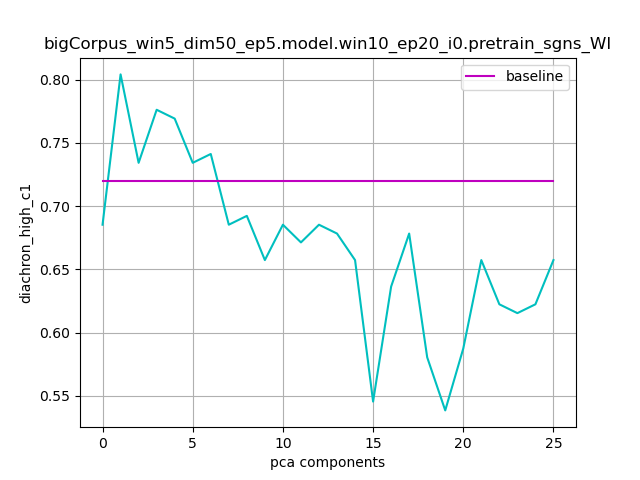 bigCorpus_win5_dim50_ep5.model.win10_ep20_i0.pretrain_sgns_WI
baseline
0.80
0.75
0.70
0.65
0.60
0.55
diachron_high_c1
0 5 10 15 20 25
pca components